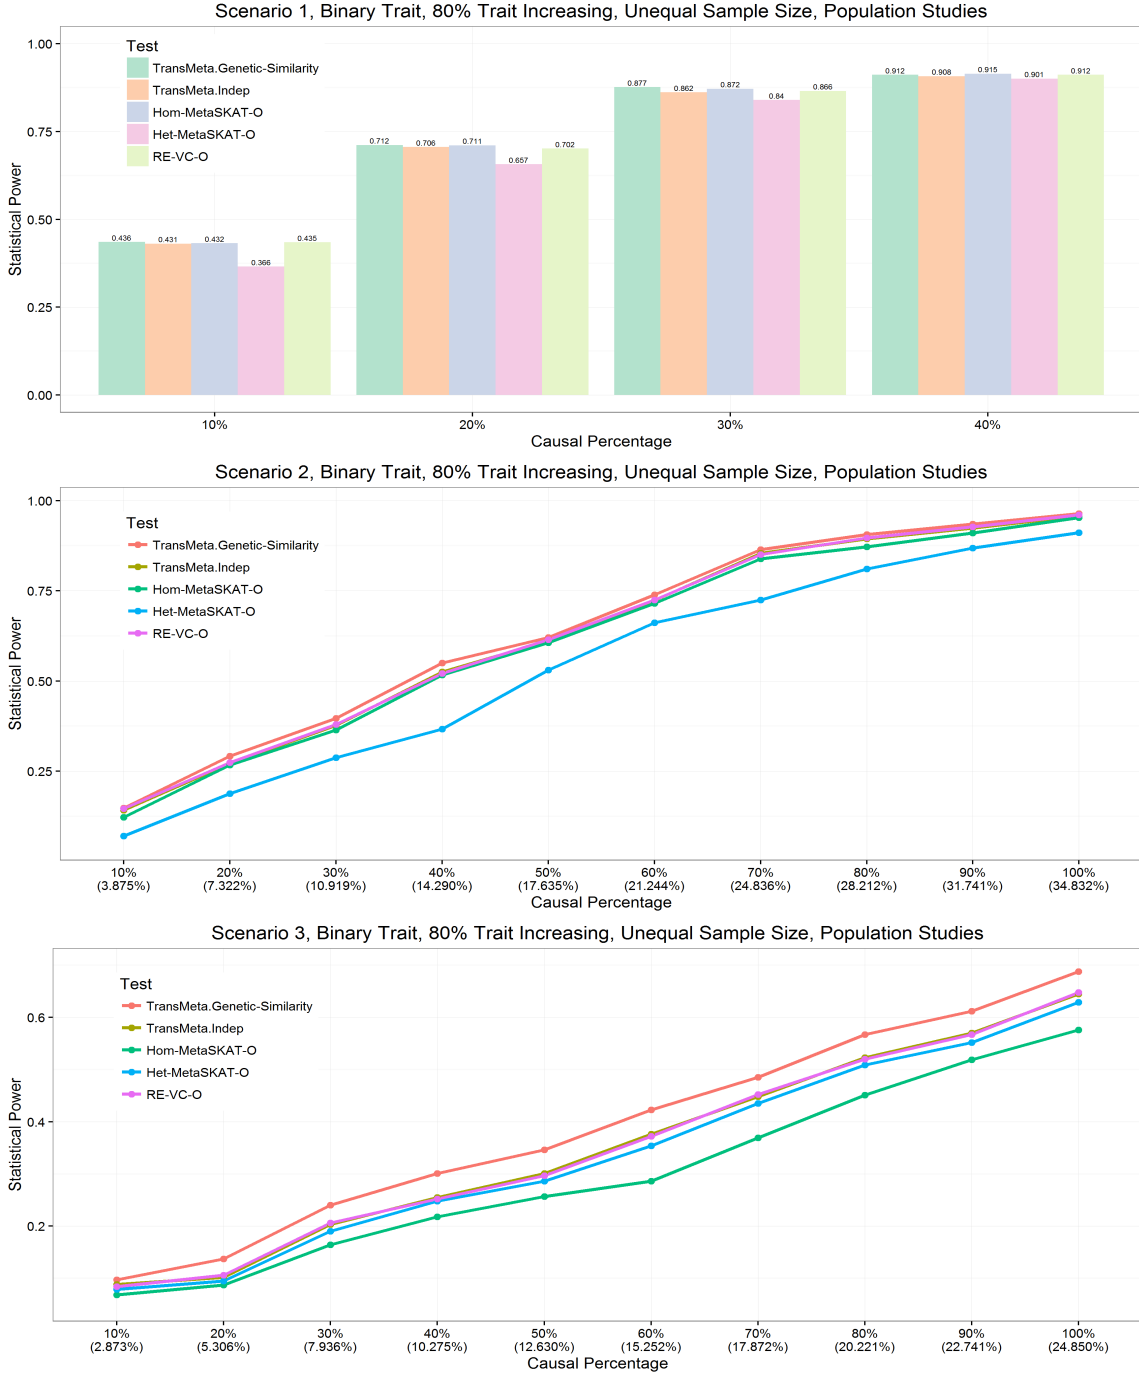 Scenario 1, Binary Trait, 80% Trait Increasing, Unequal Sample Size, Population Studies
Statistical Power
1.00
0.75
0.50
0.25
0.00
Test
TransMeta.Genetic-Similarity
TransMeta.Indep
Hom-MetaSKAT-O
Het-MetaSKAT-O
RE-VC-O
0.436 0.431 0.432 0.366 0.435
0.712 0.706 0.711 0.657 0.702
0.877 0.862 0.872 0.84 0.866
0.912 0.908 0.915 0.901 0.912
10% 20% 30% 40%
Causal Percentage
Scenario 2, Binary Trait, 80% Trait Increasing, Unequal Sample Size, Population Studies
Statistical Power
1.00
0.75
0.50
0.25
Test
TransMeta.Genetic-Similarity
TransMeta.Indep
Hom-MetaSKAT-O
Het-MetaSKAT-O
RE-VC-O
10% 20% 30% 40% 50% 60% 70% 80% 90% 100%
(3.875%) (7.322%) (10.919%) (14.290%) (17.635%) (21.244%) (24.836%) (28.212%) (31.741%) (34.832%)
Causal Percentage
Scenario 3, Binary Trait, 80% Trait Increasing, Unequal Sample Size, Population Studies
Statistical Power
0.6
0.4
0.2
Test
TransMeta.Genetic-Similarity
TransMeta.Indep
Hom-MetaSKAT-O
Het-MetaSKAT-O
RE-VC-O
10% 20% 30% 40% 50% 60% 70% 80% 90% 100%
(2.873%) (5.306%) (7.936%) (10.275%) (12.630%) (15.252%) (17.872%) (20.221%) (22.741%) (24.850%)
Causal Percentage